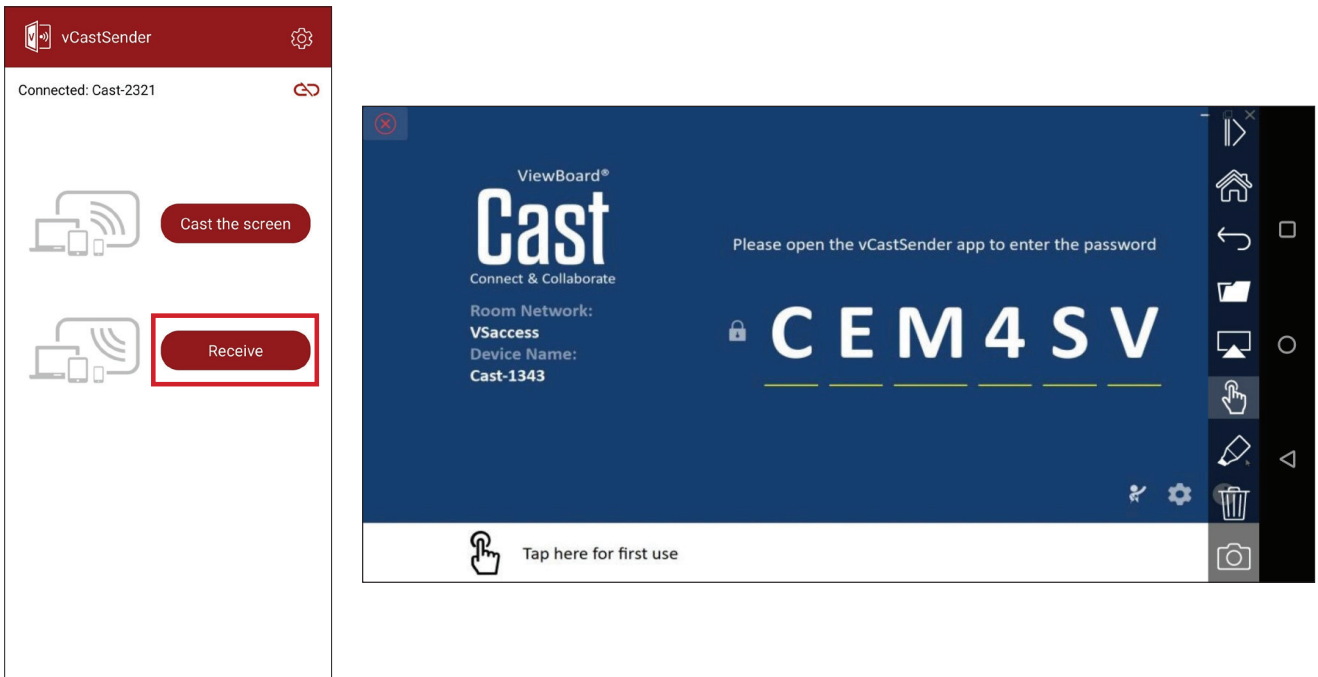 vCastSender
Connected: Cast-2321
Cast the screen
Receive
ViewBoard®
Cast
Connect & Collaborate
Room Network:
VSaccess
Device Name:
Cast-1343
Please open the vCastSender app to enter the password
C E M 4 S V
Tap here for first use